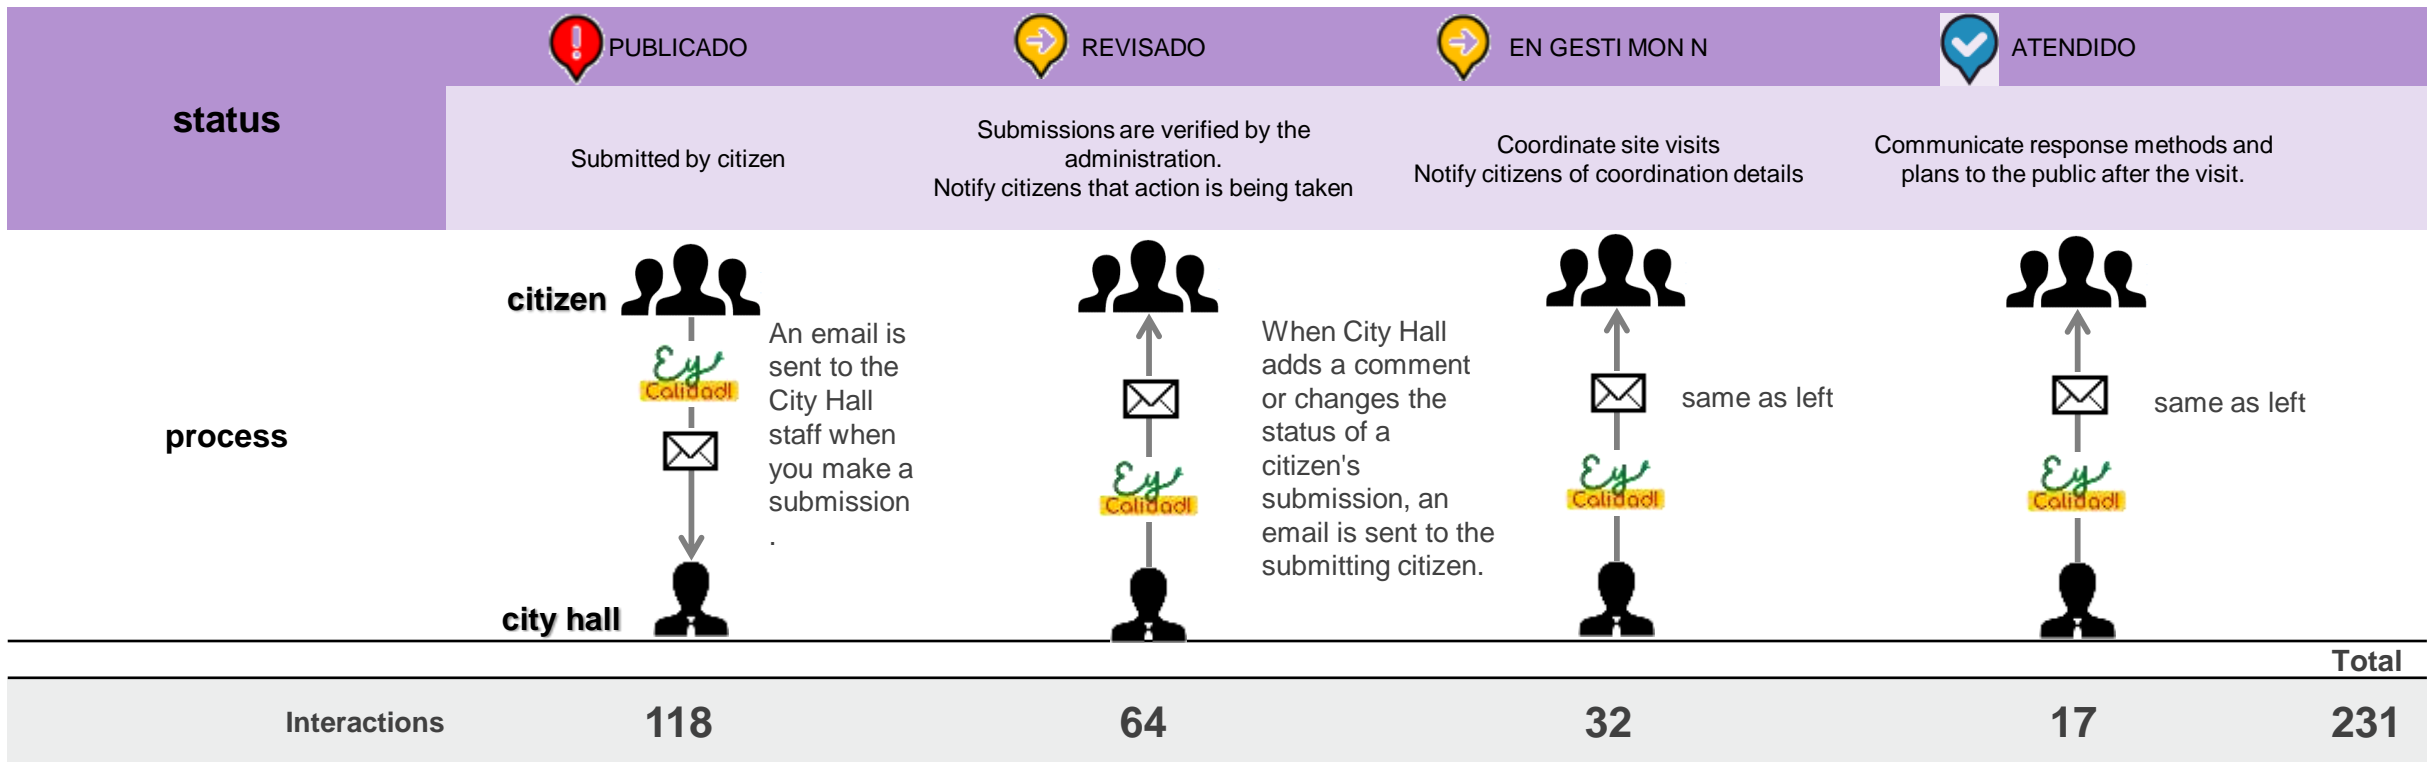 PUBLICADO
REVISADO
EN GESTI MON N
ATENDIDO
status
Submitted by citizen
Submissions are verified by the
administration.
Notify citizens that action is being taken
Coordinate site visits
Notify citizens of coordination details
Communicate response methods and
plans to the public after the visit.
citizen
An email is
sent to the
City Hall
staff when
you make a
submission
.
Ey
Calidad!
When City Hall
adds a comment
or changes the
status of a
citizen's
submission, an
email is sent to the
submitting citizen.
Ey
Calidad!
same as left
Ey
Calidad!
same as left
Ey
Calidad!
process
city hall
Total
Interactions
118
64
32
17
231